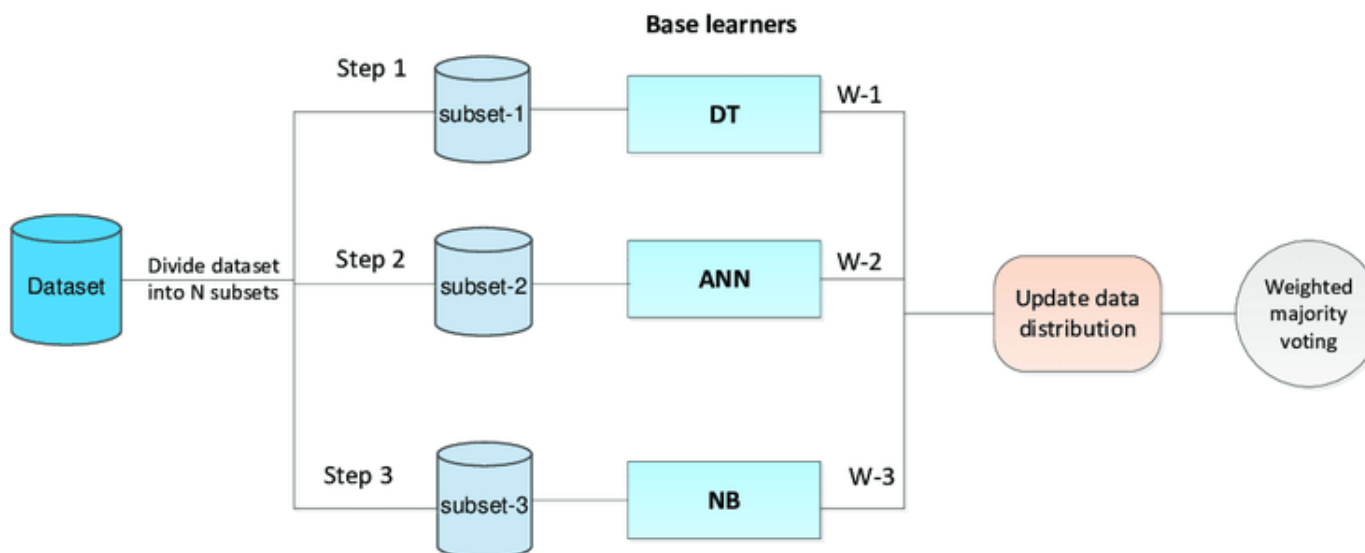 Base learners
Step 1
subset-1
DT
W-1
Dataset
Divide dataset
into N subsets
Step 2
subset-2
ANN
W-2
Update data
distribution
Weighted
majority
voting
Step 3
subset-3
NB
W-3